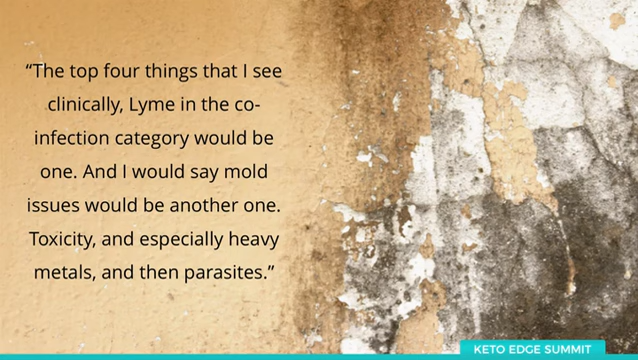 “The top four things that I see
clinically, Lyme in the co-
infection category would be
one. And I would say mold
issues would be another one.
Toxicity, and especially heavy
metals, and then parasites.”
KETO EDGE SUMMIT